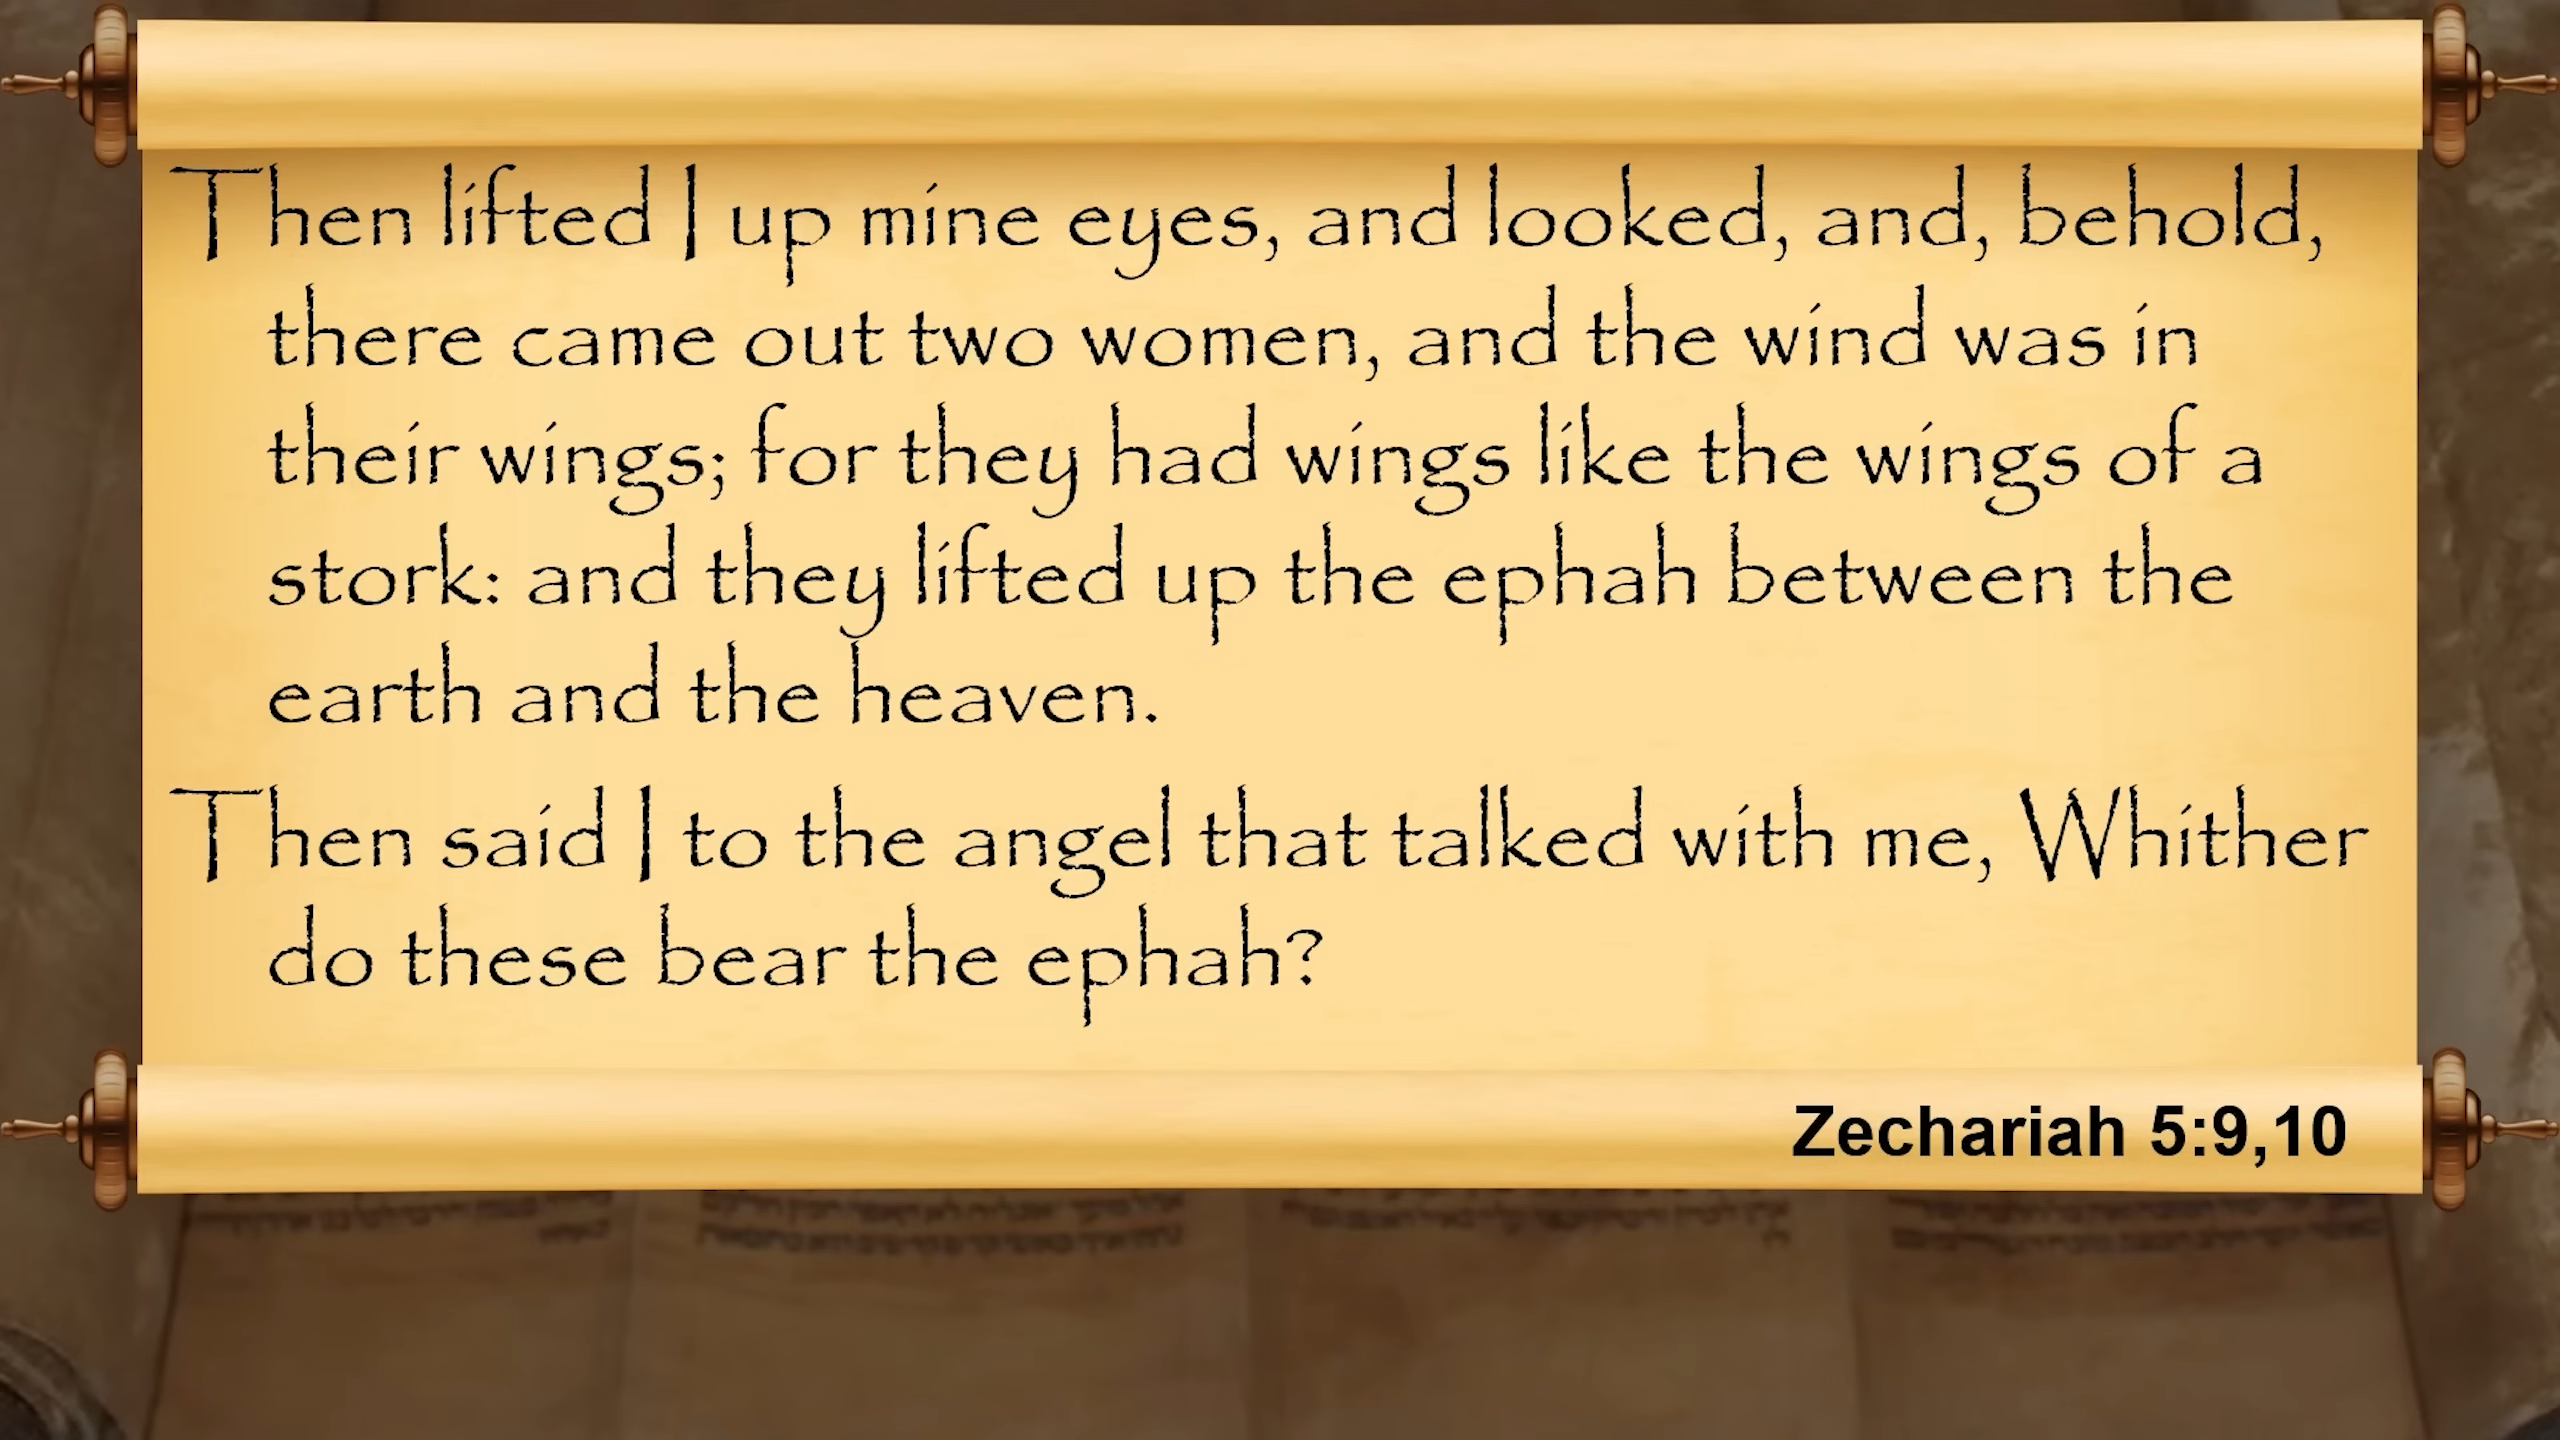 Then lifted I up mine eyes, and looked, and, behold,
there came out two women, and the wind was in
their wings; for they had wings like the wings of a
stork: and they lifted up the ephah between the
earth and the heaven.
Then said I to the angel that talked with me, Whither
do these bear the ephah?
Zechariah 5:9,10